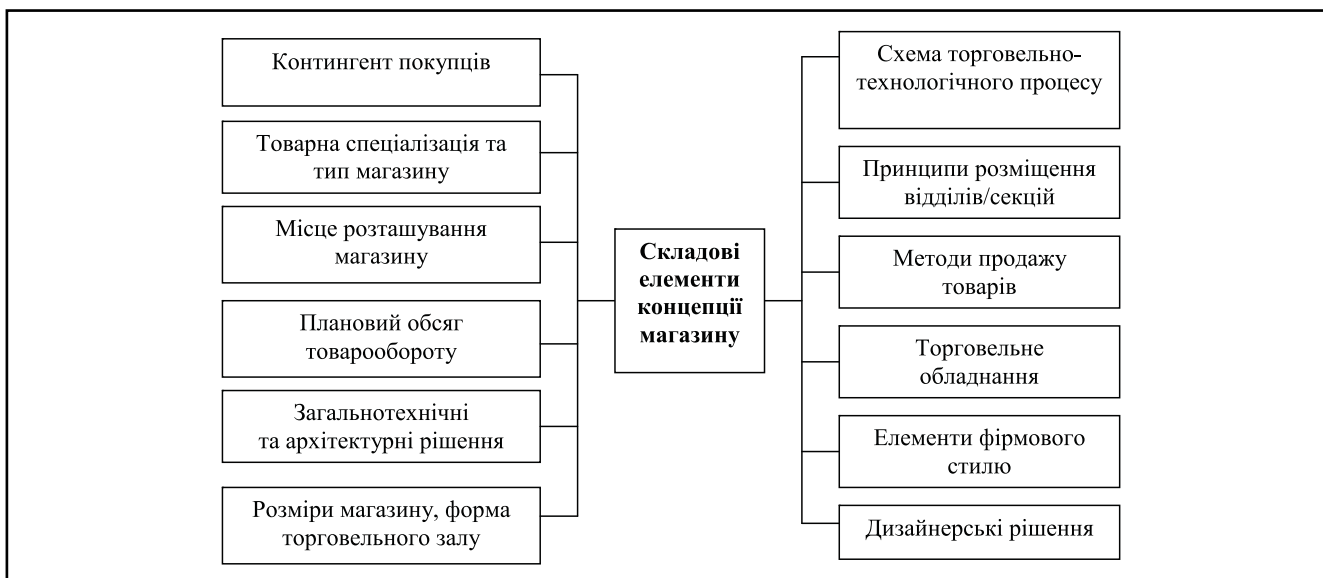 Контингент покупців
Товарна спеціалізація та
тип магазину
Місце розташування
магазину
Плановий обсяг
товарообороту
Загальнотехнічні
та архітектурні рішення
Розміри магазину, форма
торговельного залу
Складові
елементи
концепції
магазину
Схема торговельно-
технологічного процесу
Принципи розміщення
відділів/секцій
Методи продажу
товарів
Торговельне
обладнання
Елементи фірмового
стилю
Дизайнерські рішення